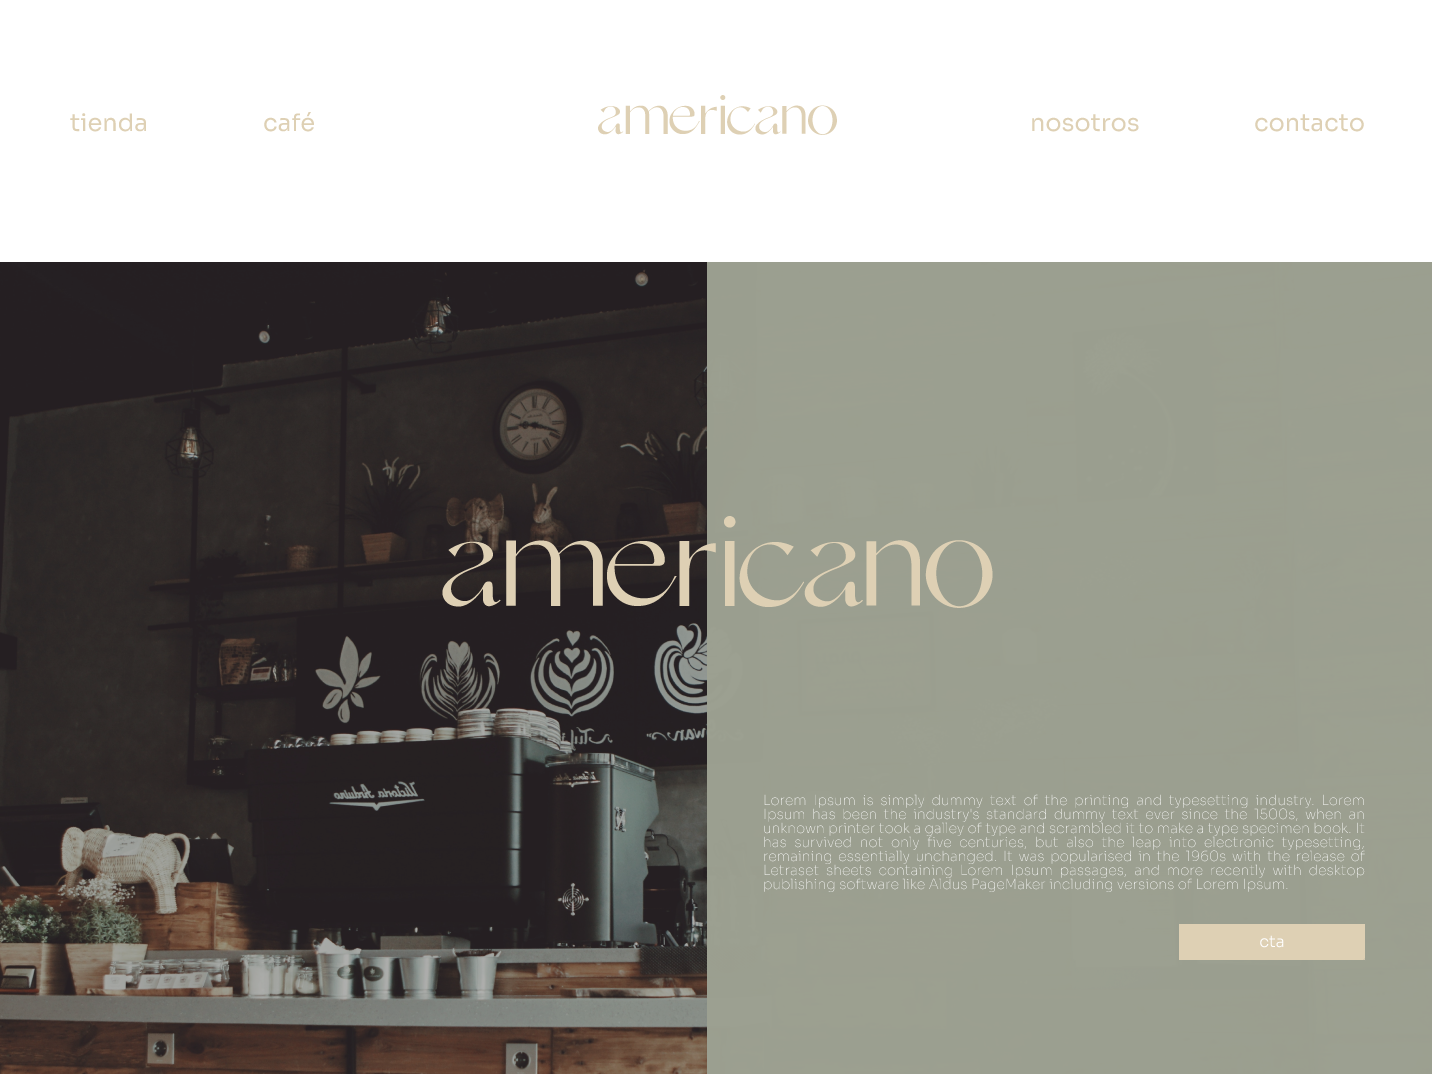 tienda café americano nosotros contacto
americano
Victoria Arduino
Lorem Ipsum is simply dummy text of the printing and typesetting industry. Lorem
Ipsum has been the industry's standard dummy text ever since the 1500s, when an
unknown printer took a galley of type and scrambled it to make a type specimen book. It
has survived not only five centuries, but also the leap into electronic typesetting,
remaining essentially unchanged. It was popularised in the 1960s with the release of
Letraset sheets containing Lorem Ipsum passages, and more recently with desktop
publishing software like Aldus PageMaker including versions of Lorem Ipsum.
cta